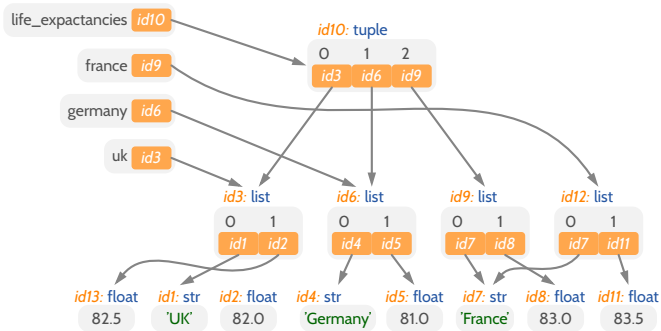 life_expactancies id10
id10: tuple
0 1 2
id3 id6 id9
france id9
germany id6
uk id3
id3: list
0 1
id1 id2
id6: list
0 1
id4 id5
id9: list
0 1
id7 id8
id12: list
0 1
id7 id11
id13: float
82.5
id1: str
'UK'
id2: float
82.0
id4: str
'Germany'
id5: float
81.0
id7: str
'France'
id8: float
83.0
id11: float
83.5